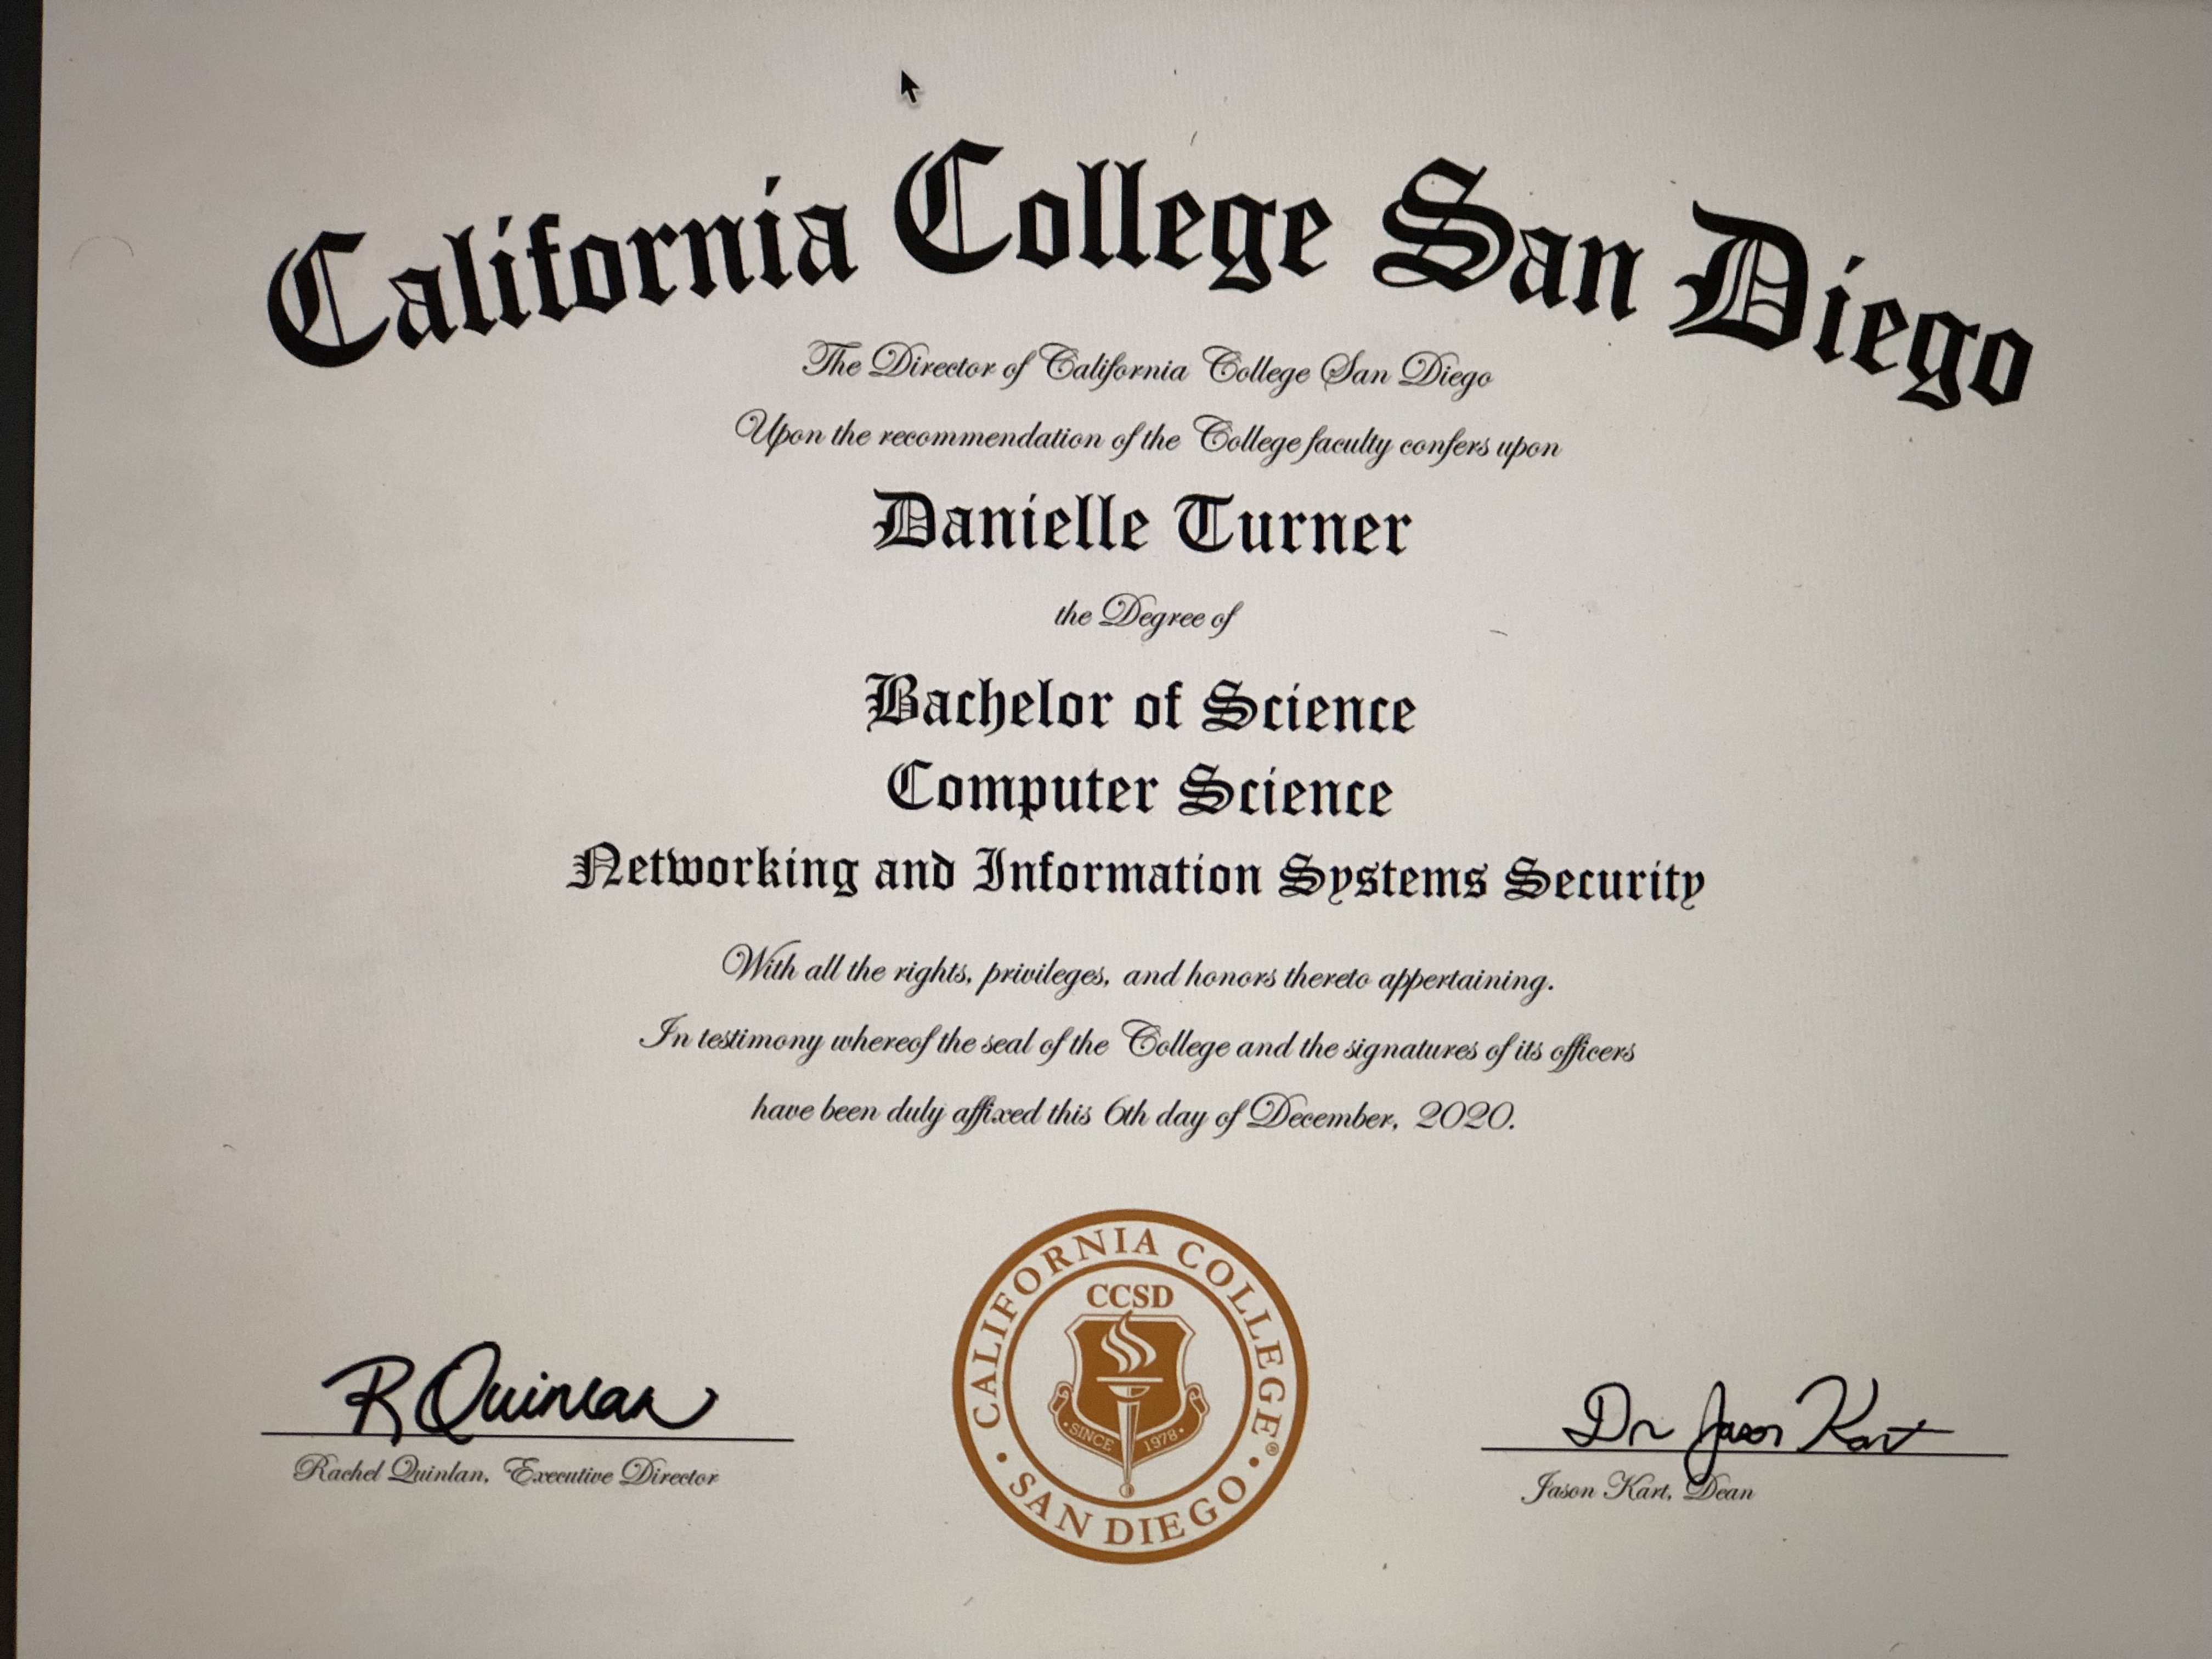 California College San Diego
The Director of California College San Diego
Upon the recommendation of the College faculty confers upon
Danielle Turner
the Degree of
Bachelor of Science
Computer Science
Networking and Information Systems Security
With all the rights, privileges, and honors thereto appertaining.
In testimony whereof the seal of the College and the signatures of its officers
have been duly affixed this 6th day of December, 2020.
R Quinlan
Rachel Quinlan, Executive Director
CALIFORNIA COLLEGE®
CCSD
SINCE 1978
SAN DIEGO
Dr Jason Kart
Jason Kart, Dean